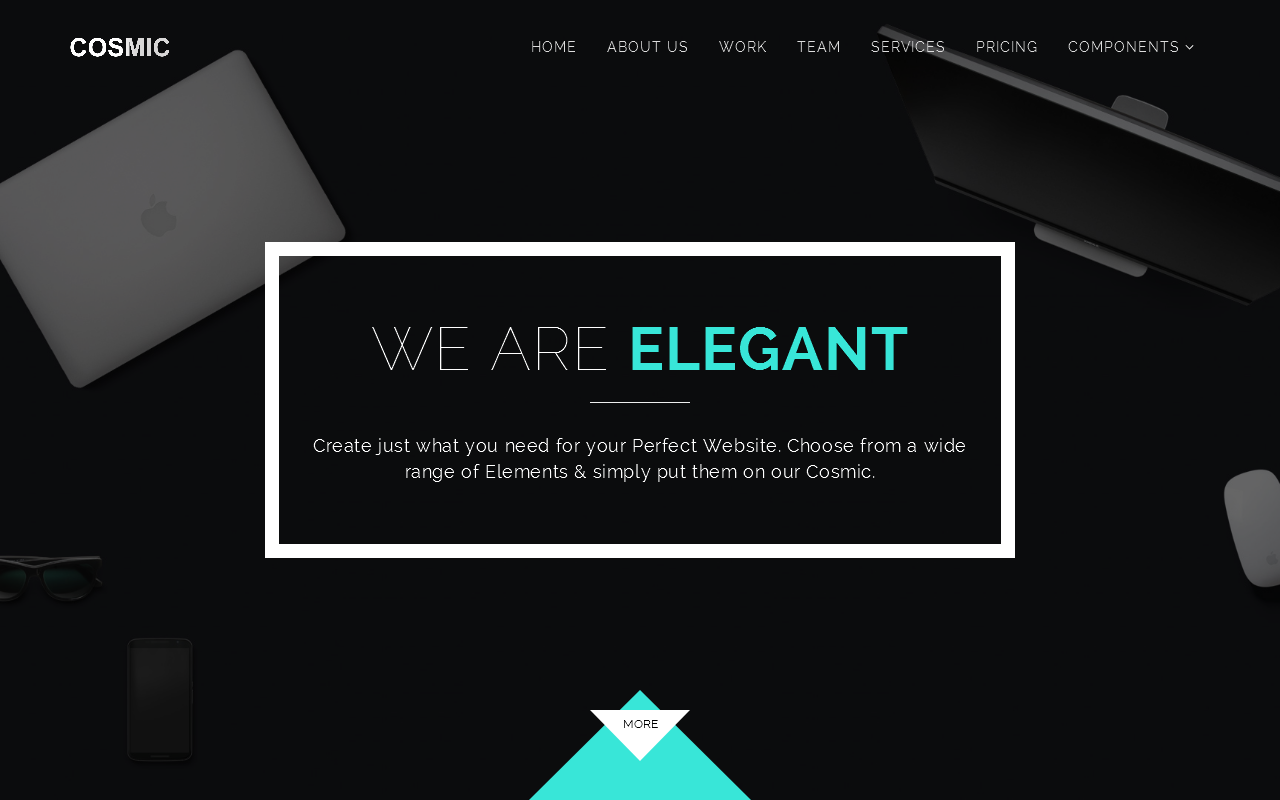 COSMIC
HOME ABOUT US WORK TEAM SERVICES PRICING COMPONENTS
WE ARE ELEGANT
Create just what you need for your Perfect Website. Choose from a wide
range of Elements & simply put them on our Cosmic.
MORE